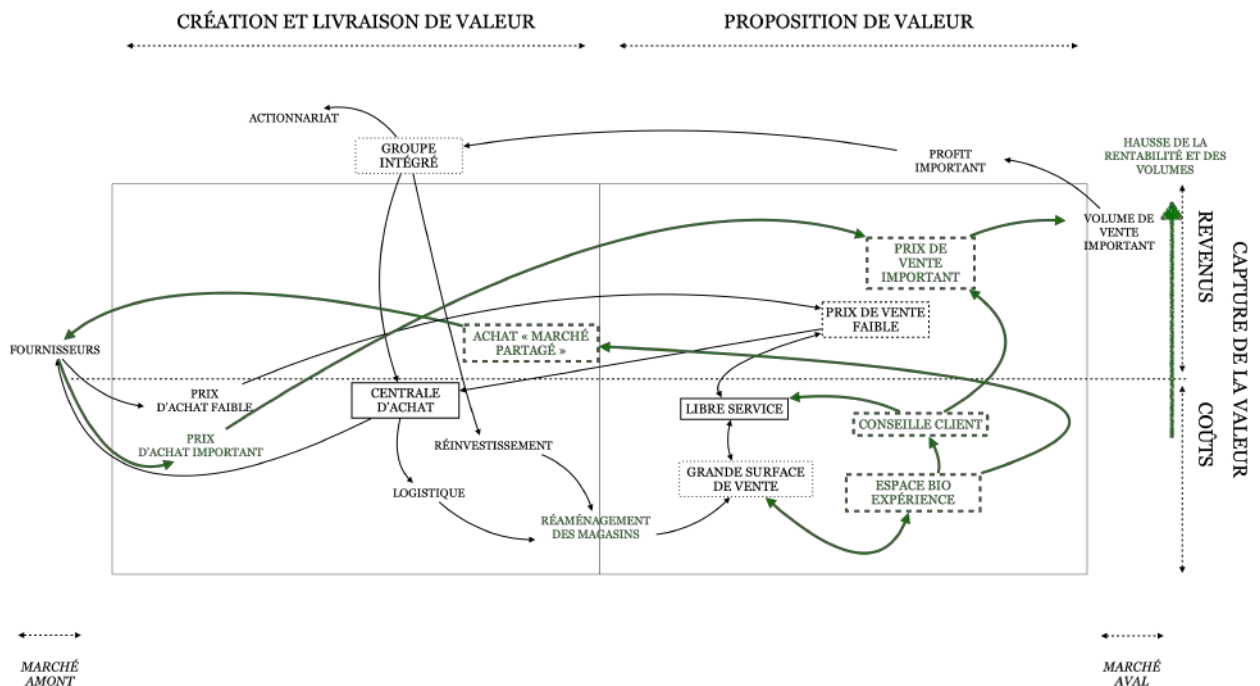 CRÉATION ET LIVRAISON DE VALEUR
PROPOSITION DE VALEUR
ACTIONNARIAT
GROUPE
INTÉGRÉ
PROFIT
IMPORTANT
HAUSSE DE LA
RENTABILITÉ ET DES
VOLUMES
VOLUME DE
VENTE
IMPORTANT
REVENUS
CAPTURE DE LA VALEUR
COÛTS
PRIX DE
VENTE
IMPORTANT
PRIX DE VENTE
FAIBLE
ACHAT « MARCHÉ
PARTAGÉ »
FOURNISSEURS
PRIX
D'ACHAT FAIBLE
CENTRALE
D'ACHAT
LIBRE SERVICE
CONSEILLE CLIENT
PRIX
D'ACHAT IMPORTANT
RÉINVESTISSEMENT
GRANDE SURFACE
DE VENTE
ESPACE BIO
EXPÉRIENCE
LOGISTIQUE
RÉAMÉNAGEMENT
DES MAGASINS
MARCHÉ
AMONT
MARCHÉ
AVAL